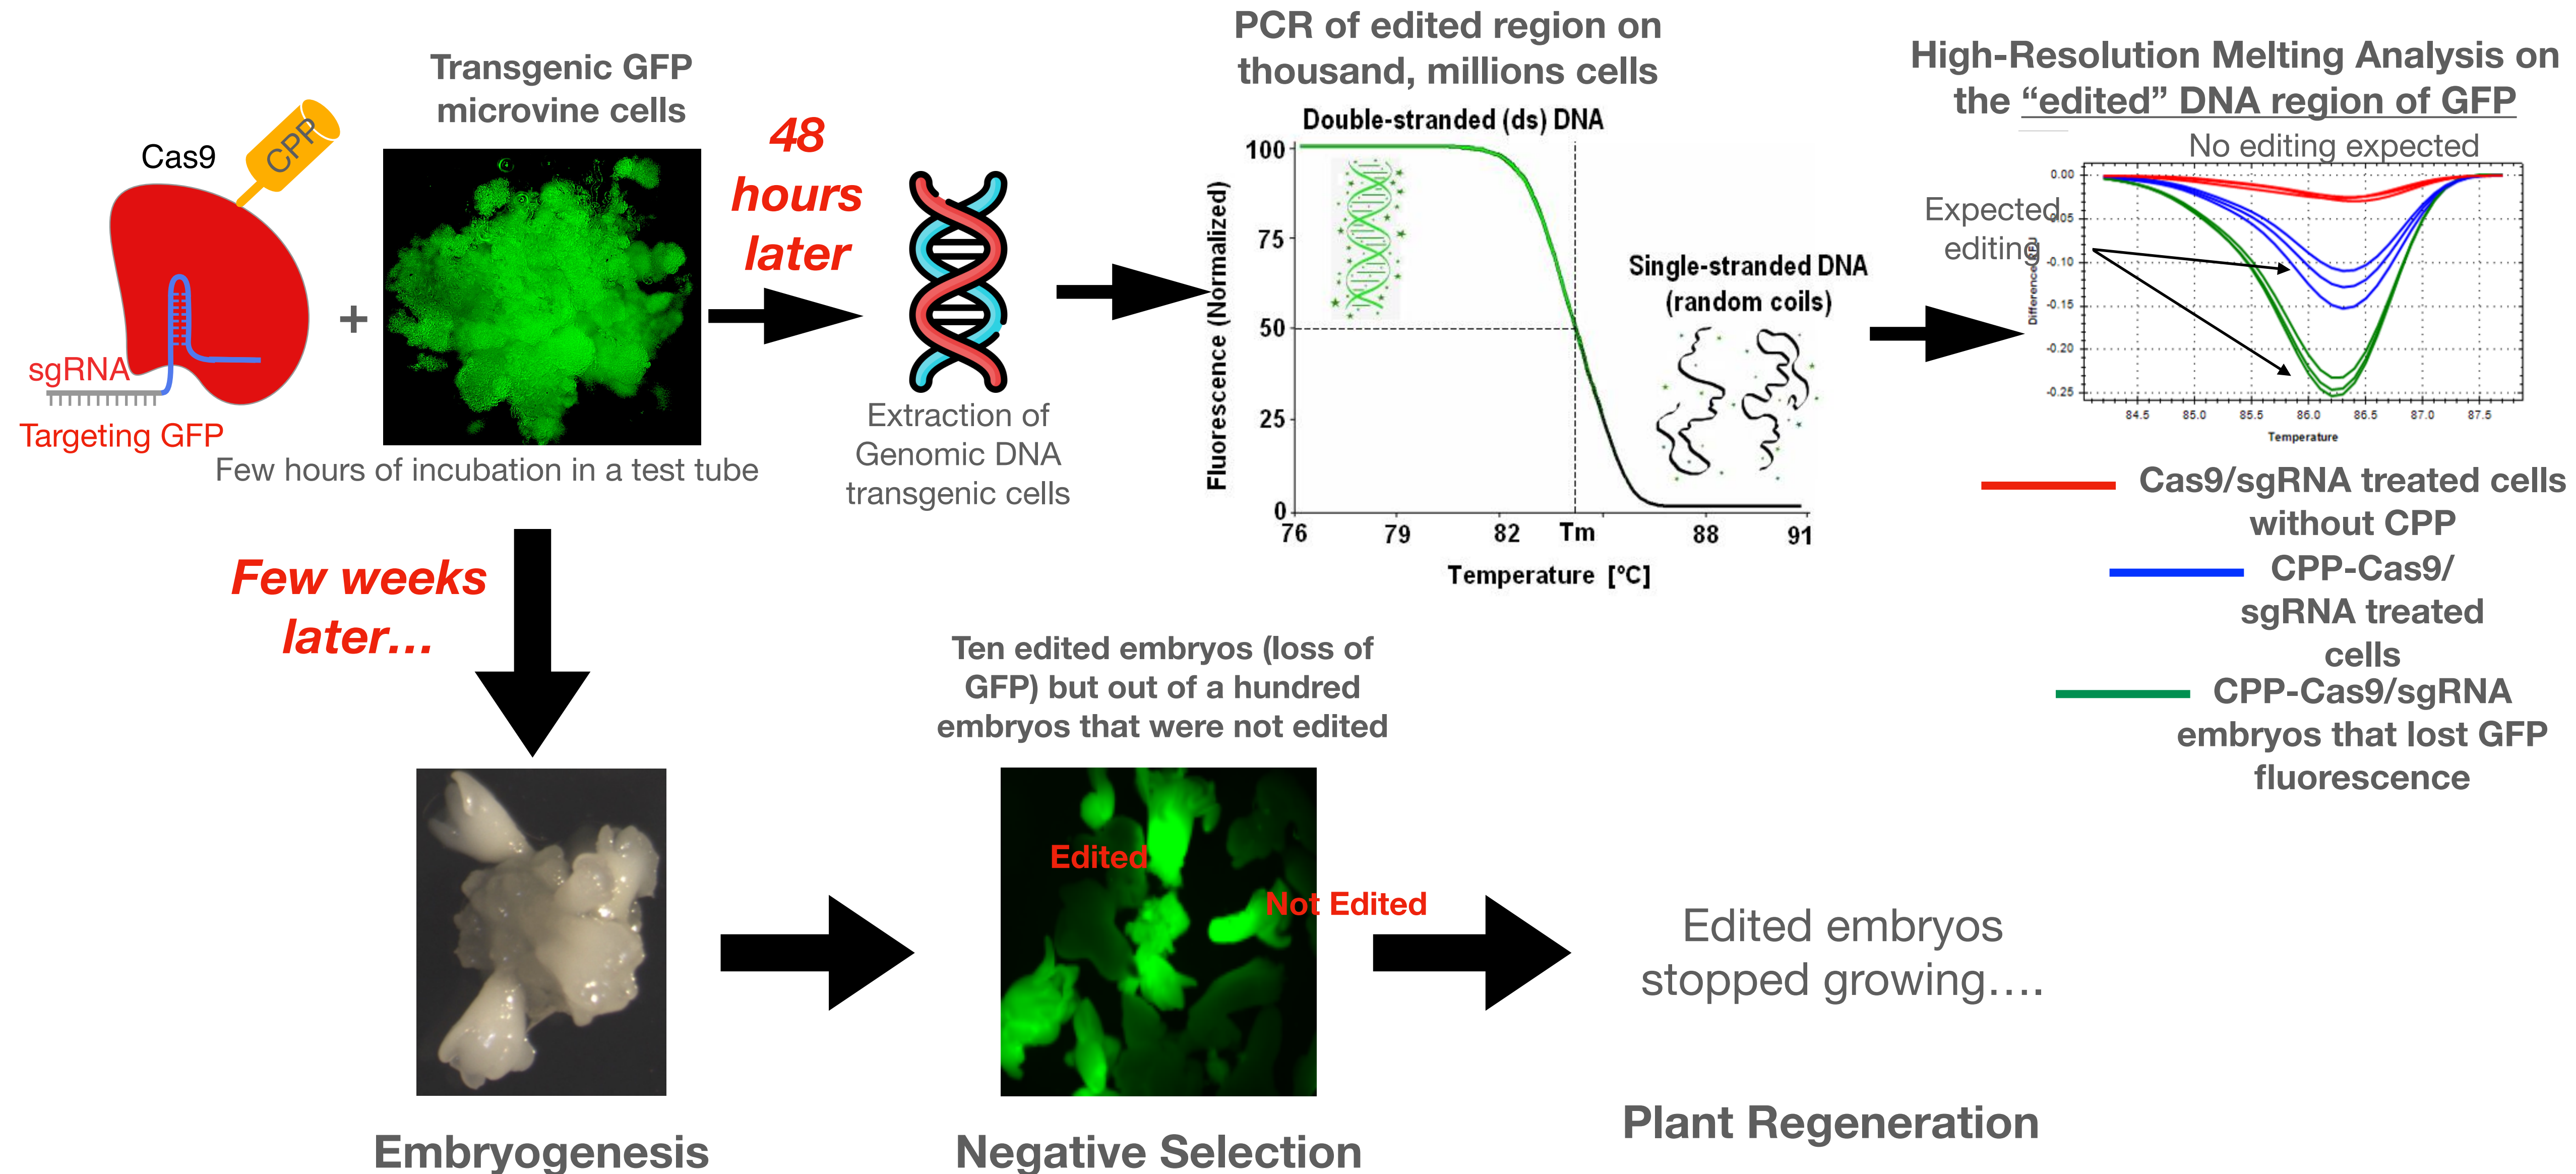 Transgenic GFP
microvine cells
Cas9
CPP
+
sgRNA
Targeting GFP
Few hours of incubation in a test tube
48
hours
later
Extraction of
Genomic DNA
transgenic cells
PCR of edited region on
thousand, millions cells
Double-stranded (ds) DNA
Fluorescence (Normalized)
100
75
50
25
0
Single-stranded DNA
(random coils)
76
79
82
Tm
88
91
Temperature [°C]
High-Resolution Melting Analysis on
the “edited” DNA region of GFP
No editing expected
Expected
editing
0.00
-0.05
-0.10
-0.15
-0.20
-0.25
84.5
85.0
85.5
86.0
86.5
87.0
87.5
Difference RFU
Temperature
Cas9/sgRNA treated cells
without CPP
CPP-Cas9/
sgRNA treated
cells
CPP-Cas9/sgRNA
embryos that lost GFP
fluorescence
Few weeks
later…
Embryogenesis
Ten edited embryos (loss of
GFP) but out of a hundred
embryos that were not edited
Edited
Not Edited
Negative Selection
Edited embryos
stopped growing….
Plant Regeneration